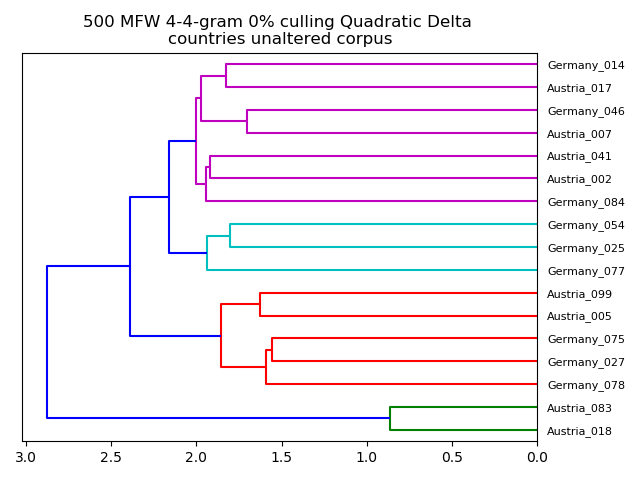 500 MFW 4-4-gram 0% culling Quadratic Delta
countries unaltered corpus
Germany_014
Austria_017
Germany_046
Austria_007
Austria_041
Austria_002
Germany_084
Germany_054
Germany_025
Germany_077
Austria_099
Austria_005
Germany_075
Germany_027
Germany_078
Austria_083
Austria_018
3.0 2.5 2.0 1.5 1.0 0.5 0.0